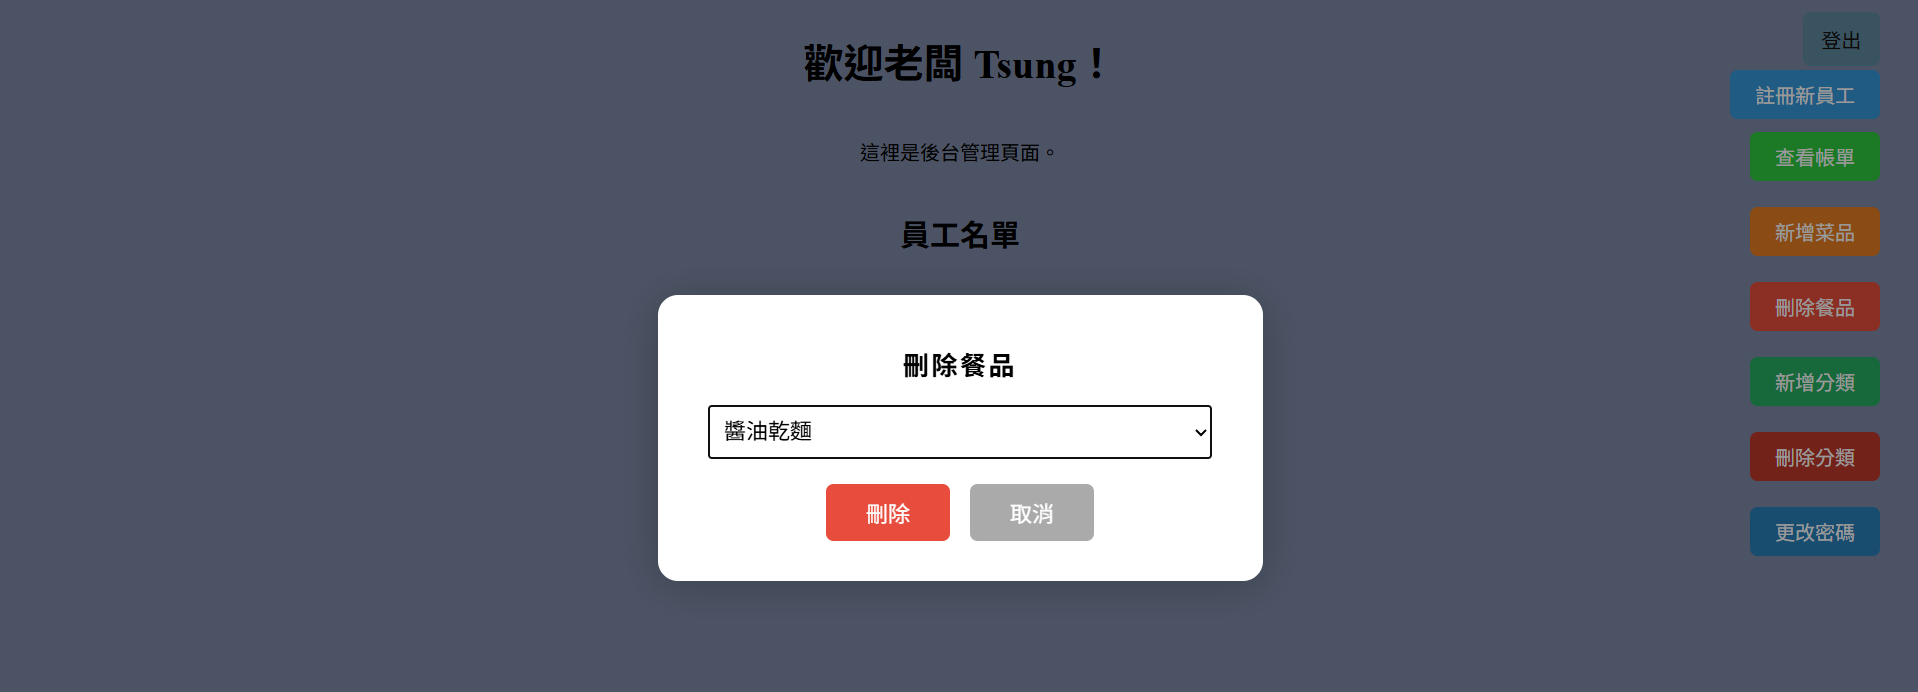 歡迎老闆 Tsung！
這裡是後台管理頁面。
員工名單
刪除餐品
醬油乾麵
刪除
取消
登出
註冊新員工
查看帳單
新增菜品
刪除餐品
新增分類
刪除分類
更改密碼